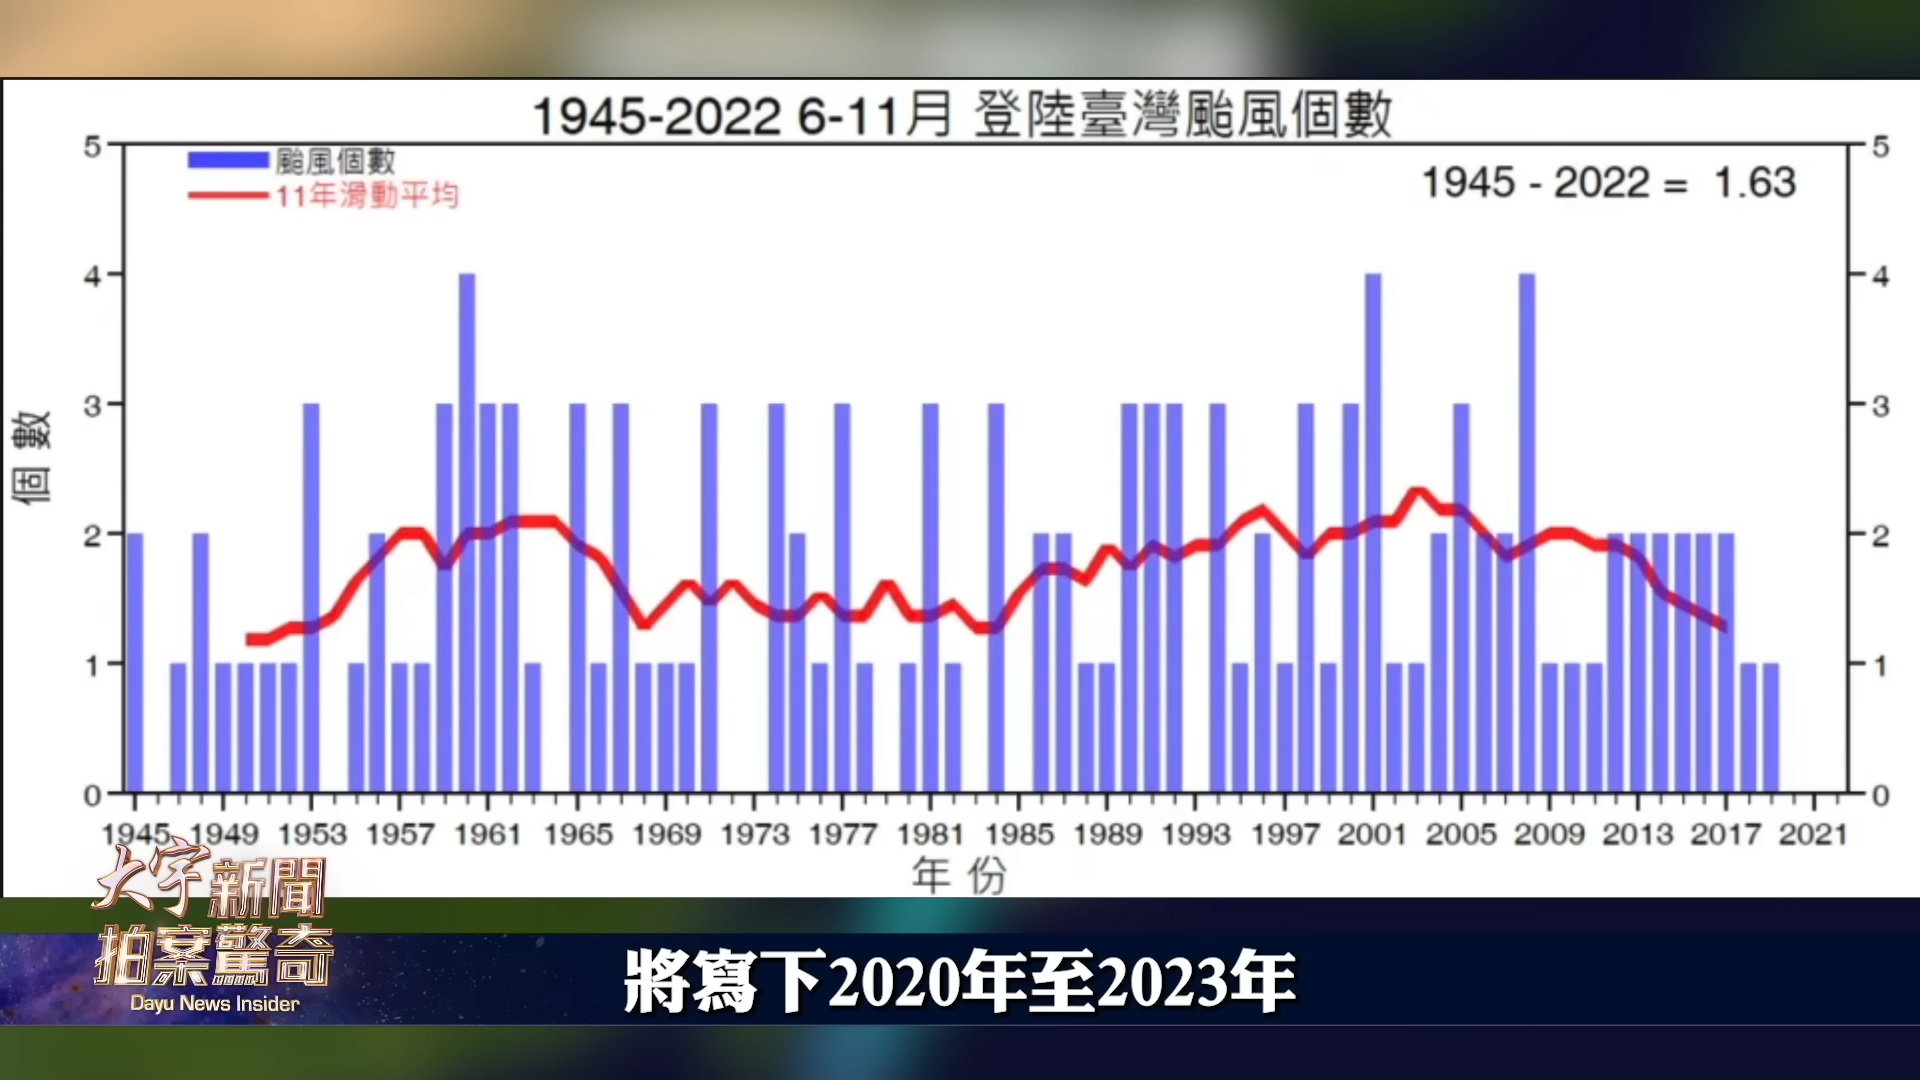 1945-2022 6-11月 登陸臺灣颱風個數
颱風個數
11年滑動平均
1945 - 2022 = 1.63
5
4
3
2
1
0
5
4
3
2
1
0
個 數
1945 1949 1953 1957 1961 1965 1969 1973 1977 1981 1985 1989 1993 1997 2001 2005 2009 2013 2017 2021
年 份
大宇新聞
拍案驚奇
Dayu News Insider
將寫下2020年至2023年